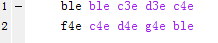 1 − ble ble c3e d3e c4e
2 f4e c4e d4e g4e ble